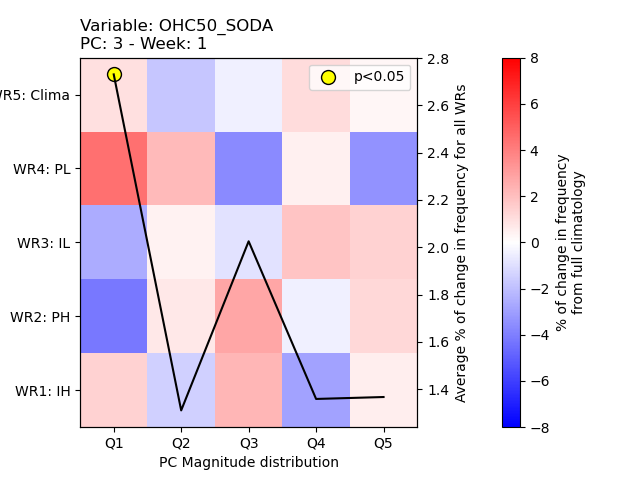 Variable: OHC50_SODA
PC: 3 - Week: 1
p<0.05
WR5: Clima
WR4: PL
WR3: IL
WR2: PH
WR1: IH
Q1 Q2 Q3 Q4 Q5
PC Magnitude distribution
2.8
2.6
2.4
2.2
2.0
1.8
1.6
1.4
Average % of change in frequency for all WRs
8
6
4
2
0
−2
−4
−6
−8
% of change in frequency
from full climatology